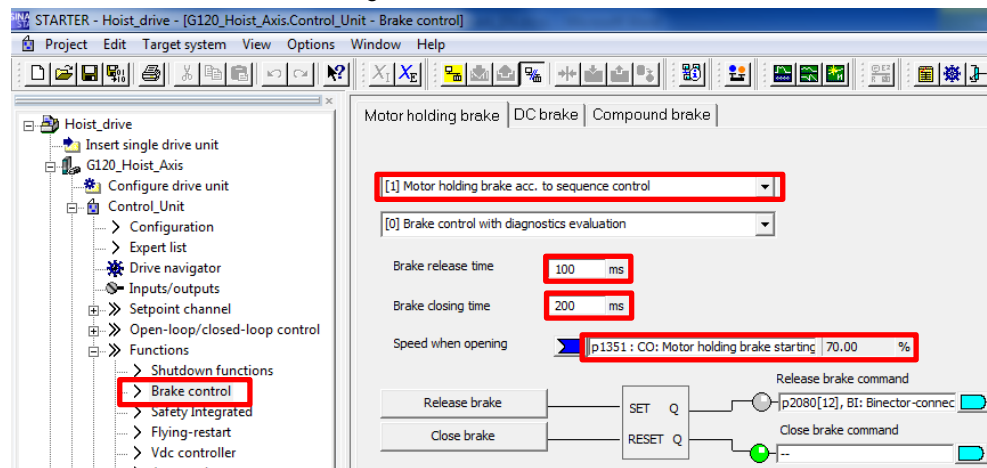 STARTER - Hoist_drive - [G120_Hoist_Axis.Control_Unit - Brake control]
Project Edit Target system View Options Window Help
Motor holding brake DC brake Compound brake
Hoist_drive
Insert single drive unit
G120_Hoist_Axis
Configure drive unit
Control_Unit
Configuration
Expert list
Drive navigator
Inputs/outputs
Setpoint channel
Open-loop/closed-loop control
Functions
Shutdown functions
Brake control
Safety Integrated
Flying-restart
Vdc controller
[1] Motor holding brake acc. to sequence control
[0] Brake control with diagnostics evaluation
Brake release time 100 ms
Brake closing time 200 ms
Speed when opening p1351 : CO: Motor holding brake starting 70.00 %
Release brake command
Release brake SET Q p2080[12], BI: Binector-connec
Close brake command
Close brake RESET Q --